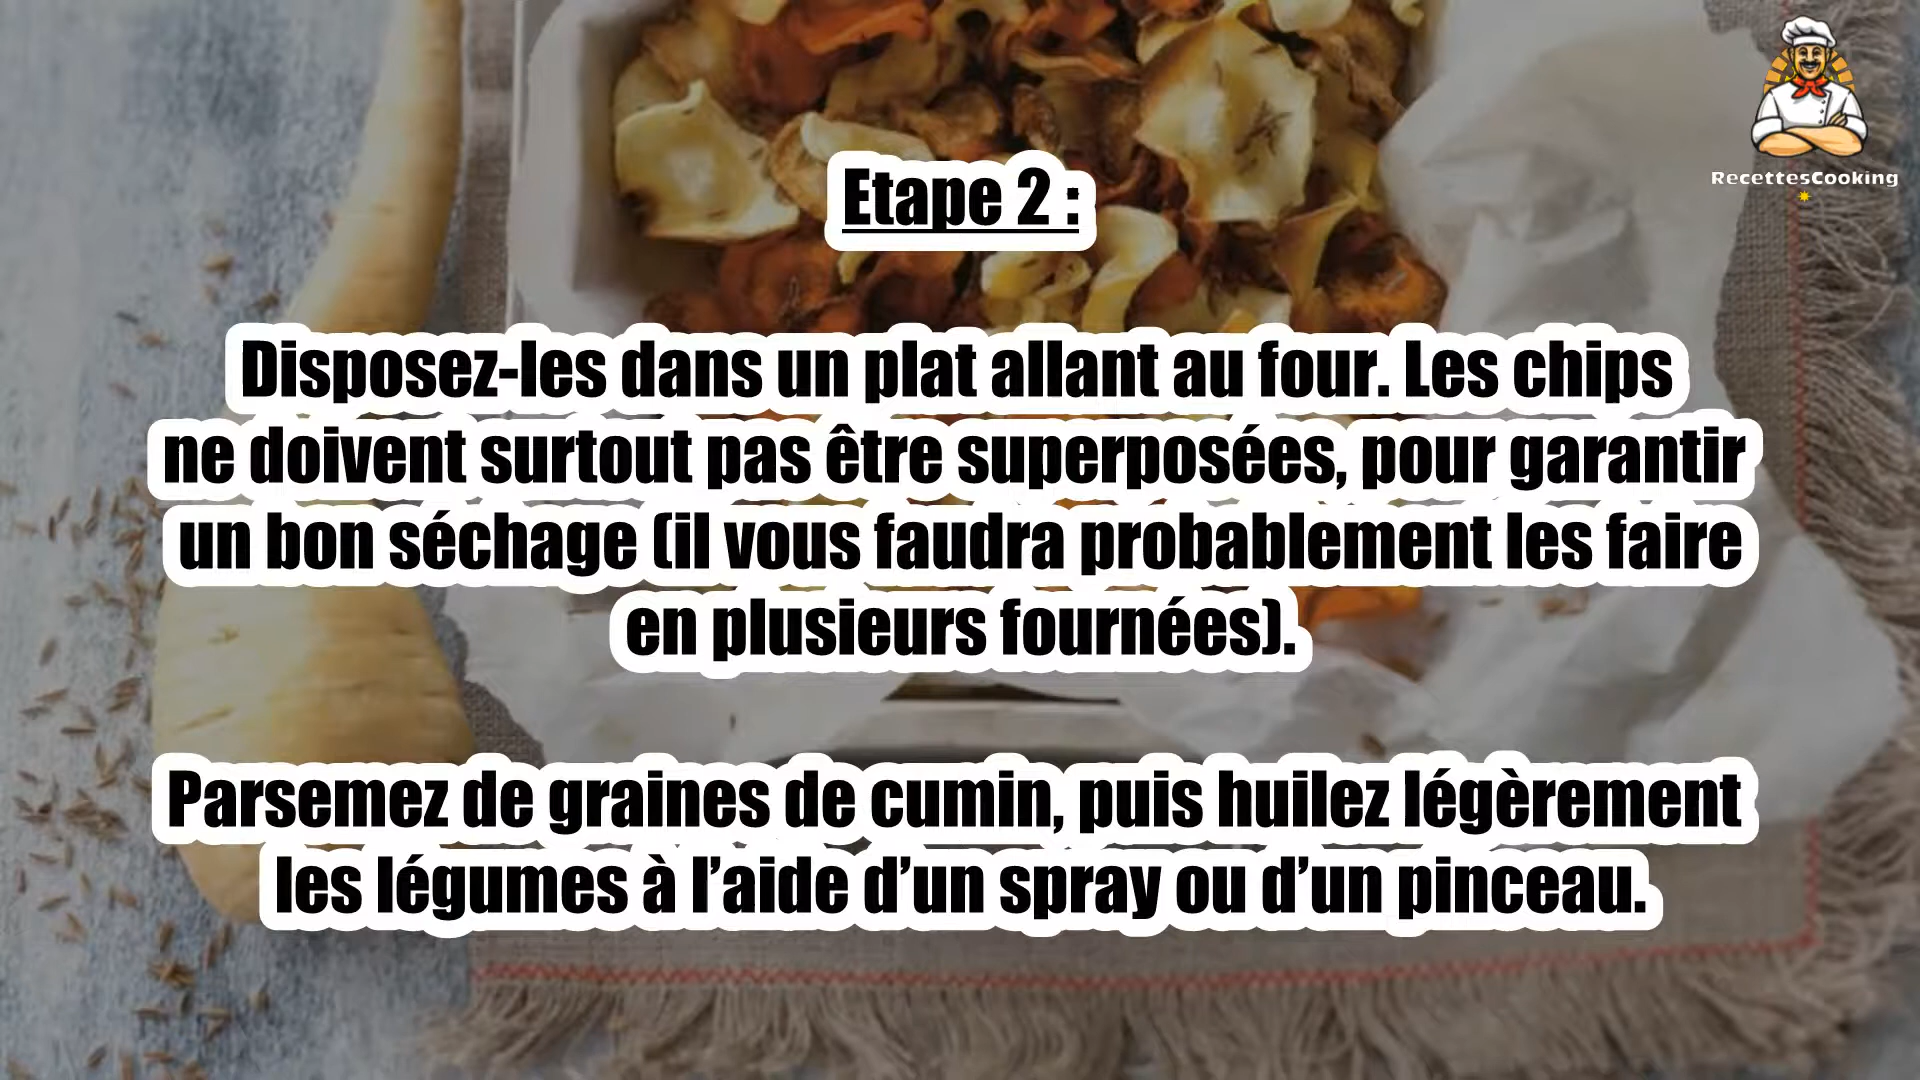 RecettesCooking
Etape 2 :
Disposez-les dans un plat allant au four. Les chips
ne doivent surtout pas être superposées, pour garantir
un bon séchage (il vous faudra probablement les faire
en plusieurs fournées).
Parsemez de graines de cumin, puis huilez légèrement
les légumes à l’aide d’un spray ou d’un pinceau.